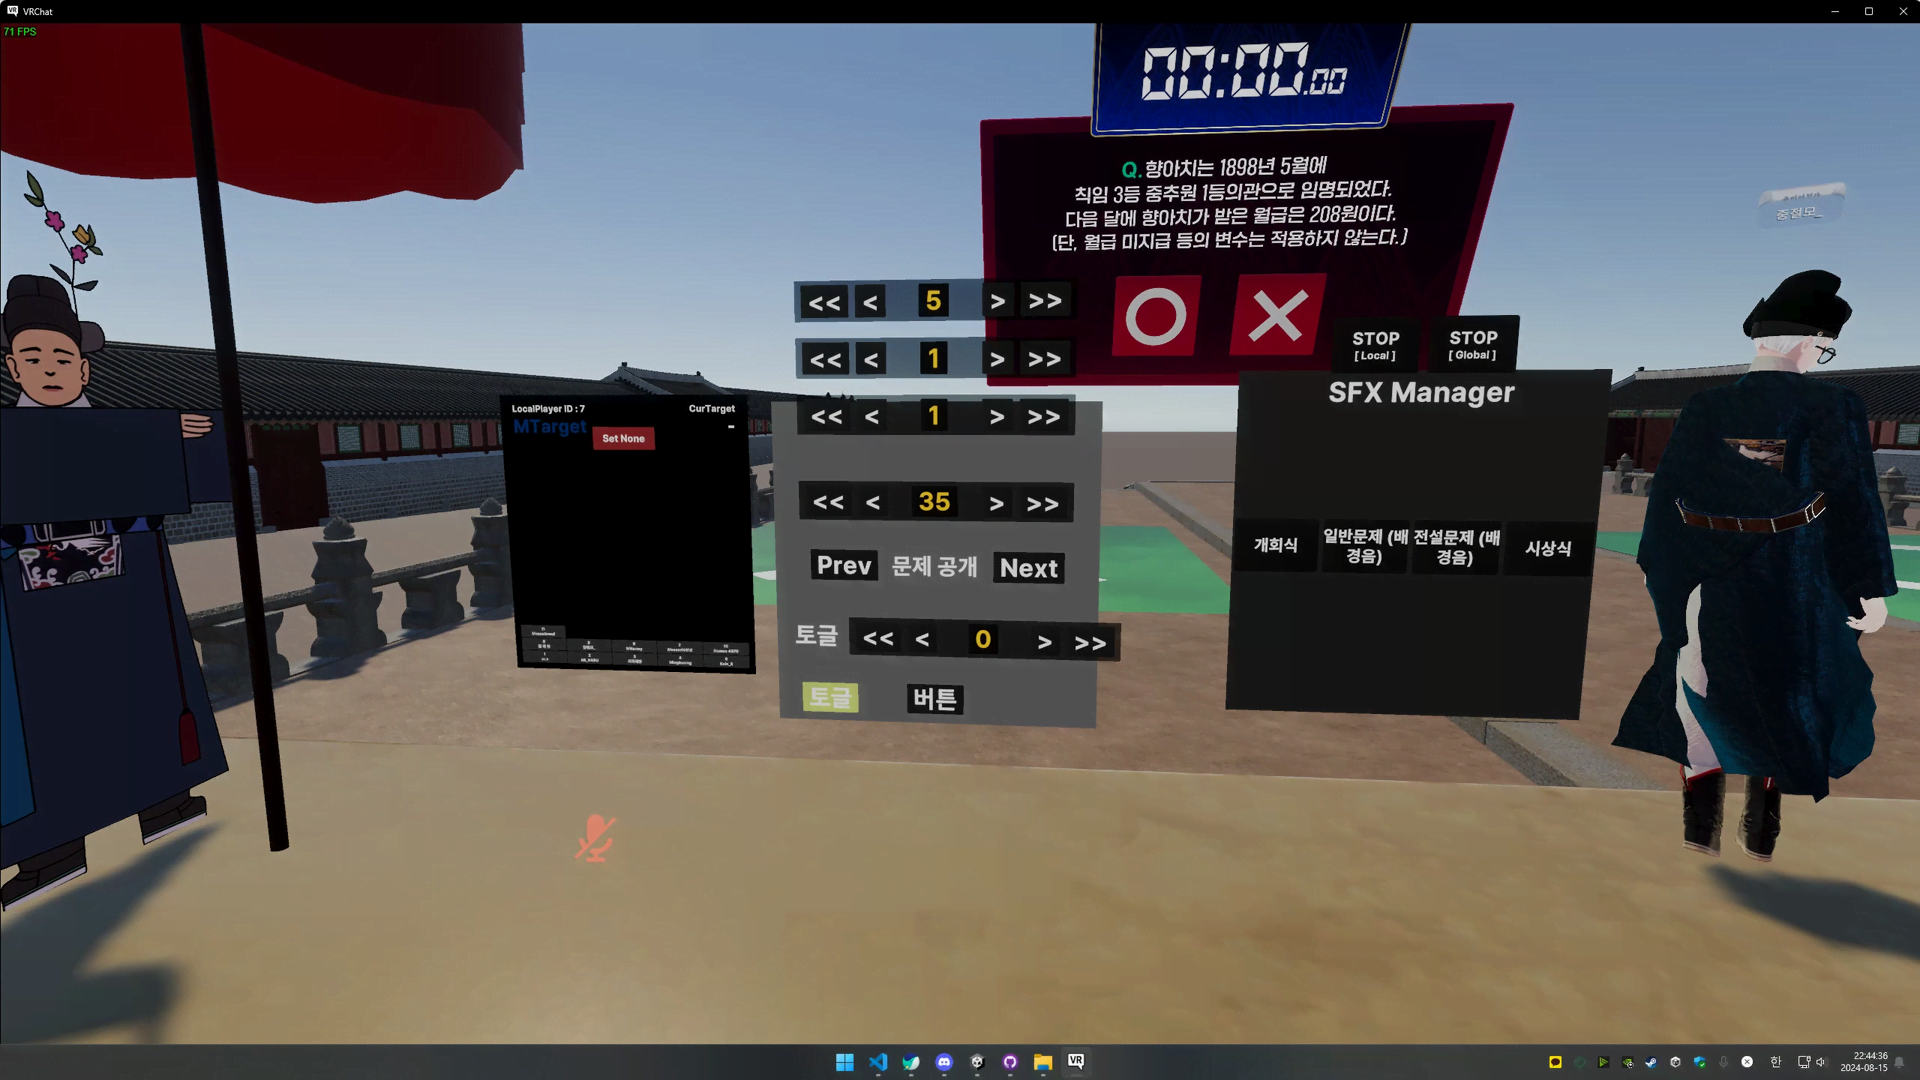 VRChat
71 FPS
00:00.00
Q. 향아치는 1898년 5월에
칙임 3등 중추원 1등의관으로 임명되었다.
다음 달에 향아치가 받은 월급은 208원이다.
(단, 월급 미지급 등의 변수는 적용하지 않는다.)
중절모_
<< < 5 > >>
<< < 1 > >>
<< < 1 > >>
<< < 35 > >>
Prev 문제 공개 Next
토글 << < 0 > >>
토글 버튼
LocalPlayer ID : 7
CurTarget
MTarget
Set None
-
STOP
[ Local ]
STOP
[ Global ]
SFX Manager
개회식
일반문제 (배
경음)
전설문제 (배
경음)
시상식
VR
한
22:44:36
2024-08-15